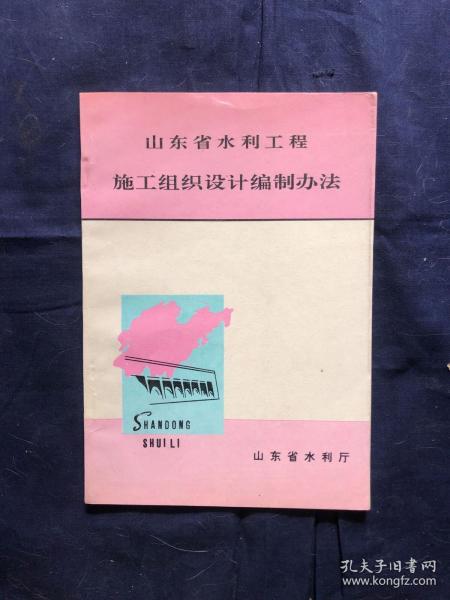 山东省水利工程
施工组织设计编制办法
SHANDONG
SHUILI
山东省水利厅
孔夫子旧书网
www.kongfz.com